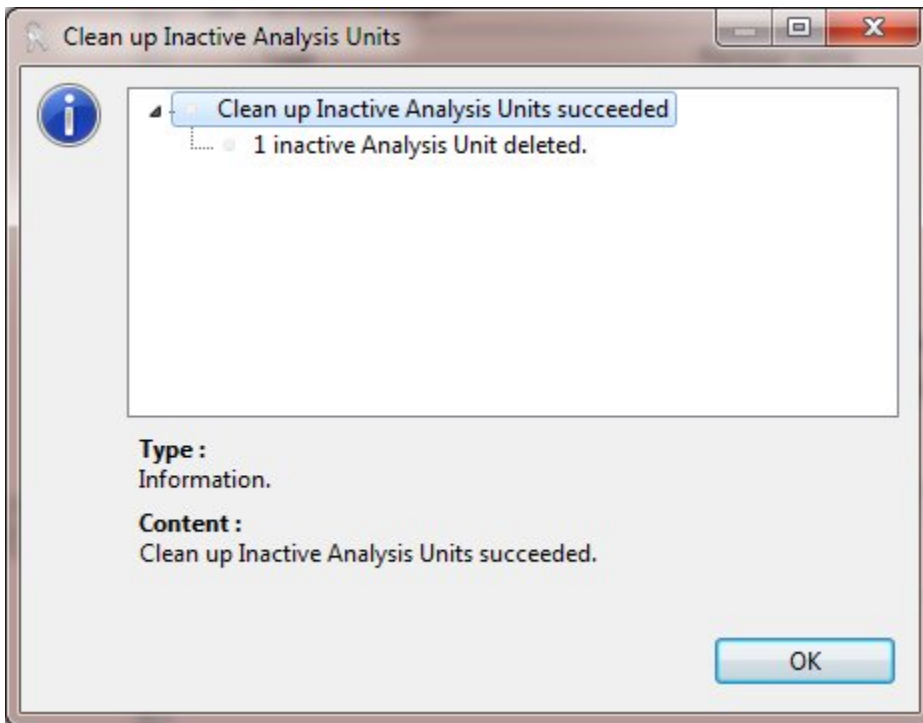 Clean up Inactive Analysis Units
Clean up Inactive Analysis Units succeeded
1 inactive Analysis Unit deleted.
Type :
Information.
Content :
Clean up Inactive Analysis Units succeeded.
OK